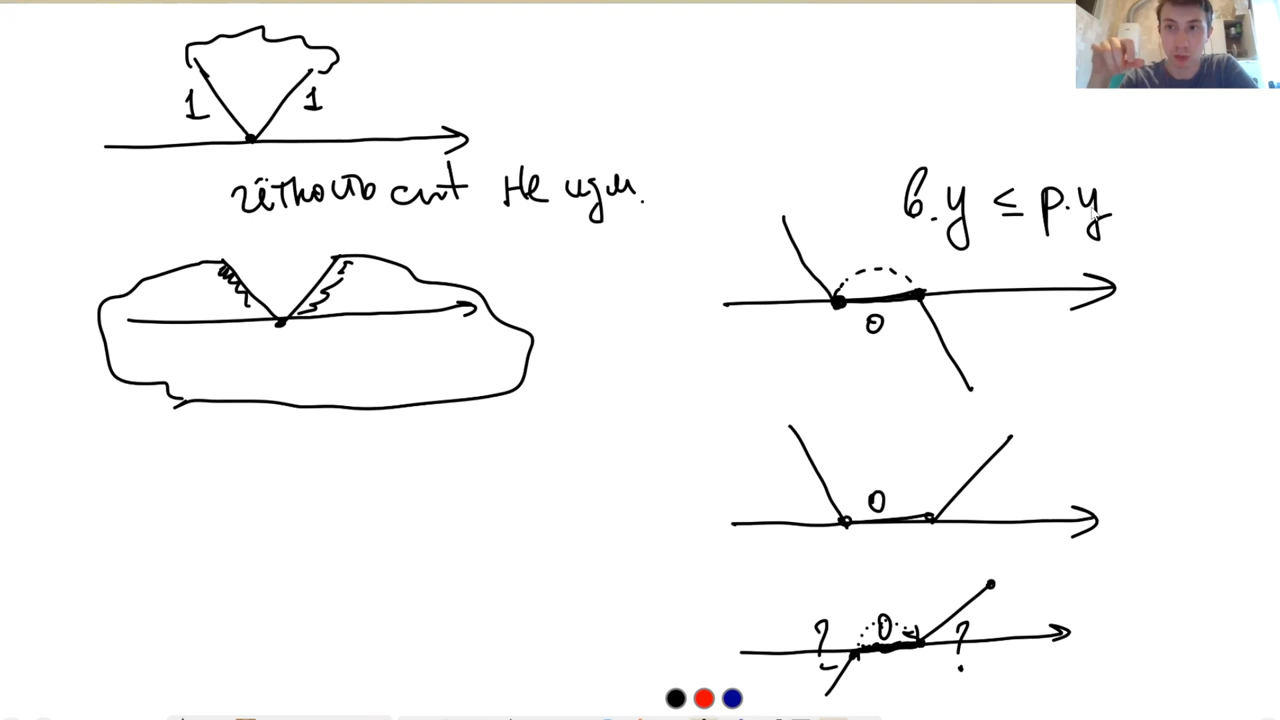 1 1
чётность cnt не изм.
б.y ≤ p.y
0
0
? 0 ?